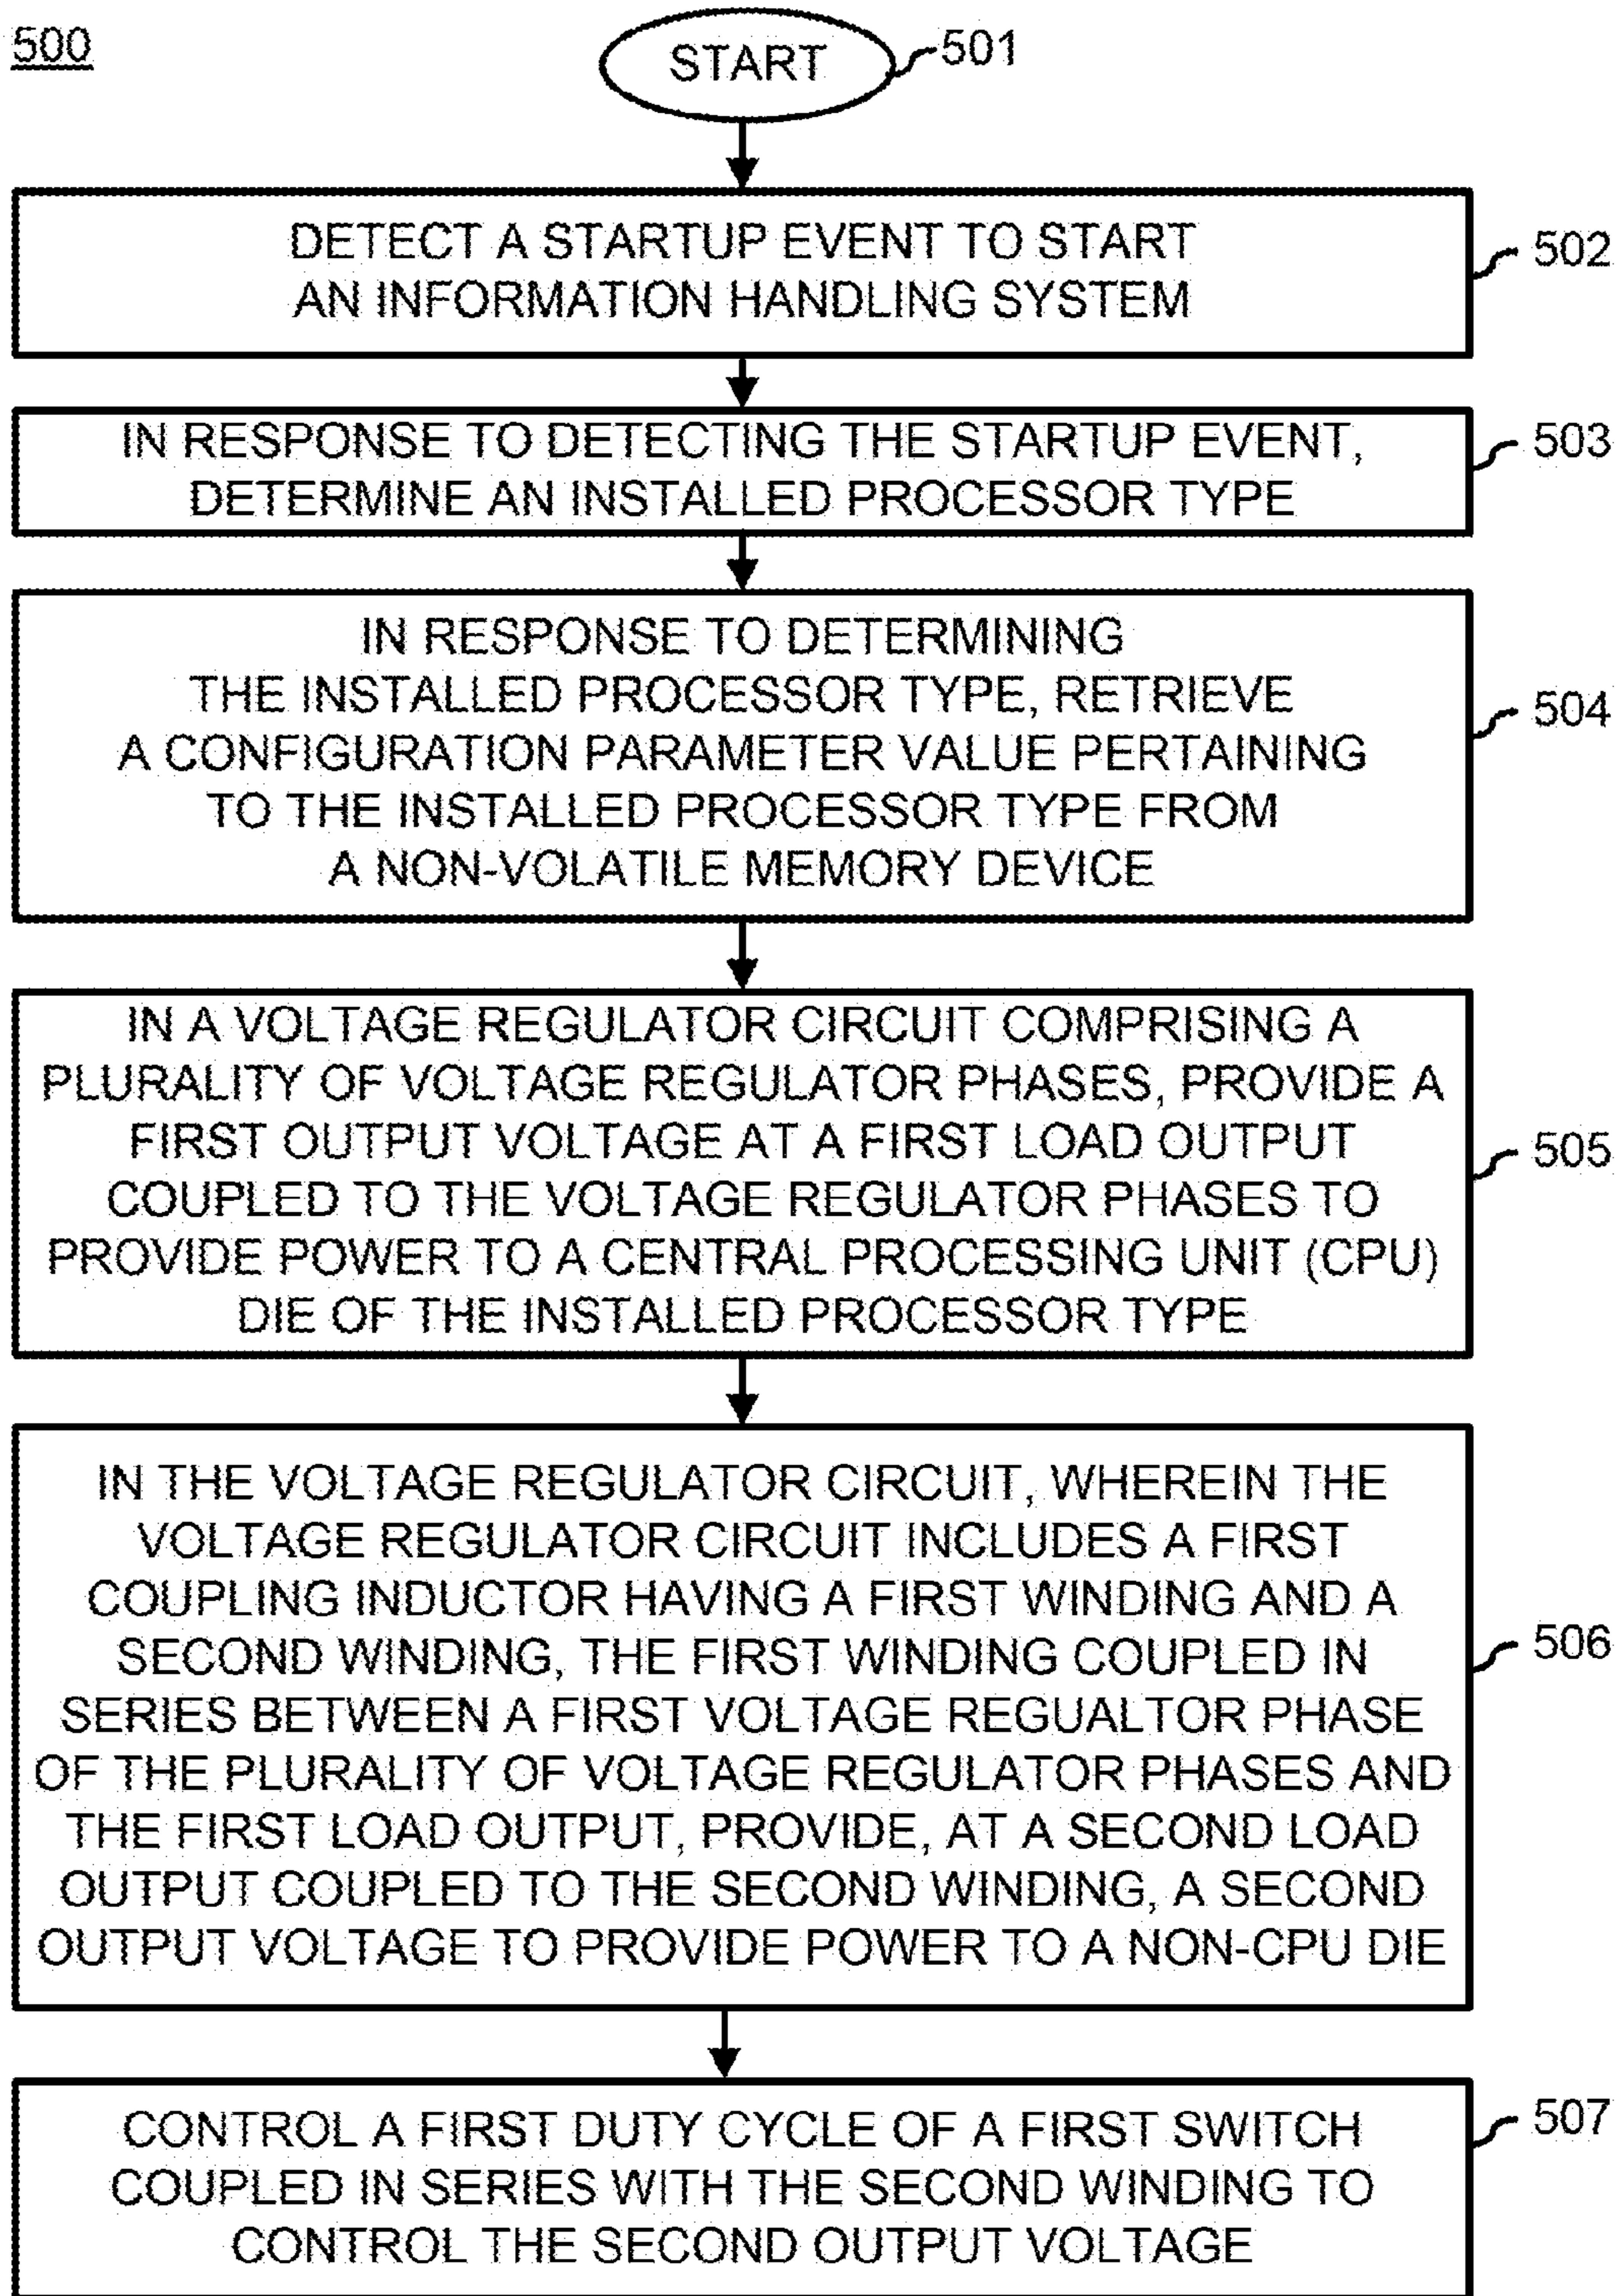 500
START
501
DETECT A STARTUP EVENT TO START
AN INFORMATION HANDLING SYSTEM
502
IN RESPONSE TO DETECTING THE STARTUP EVENT,
DETERMINE AN INSTALLED PROCESSOR TYPE
503
IN RESPONSE TO DETERMINING
THE INSTALLED PROCESSOR TYPE, RETRIEVE
A CONFIGURATION PARAMETER VALUE PERTAINING
TO THE INSTALLED PROCESSOR TYPE FROM
A NON-VOLATILE MEMORY DEVICE
504
IN A VOLTAGE REGULATOR CIRCUIT COMPRISING A
PLURALITY OF VOLTAGE REGULATOR PHASES, PROVIDE A
FIRST OUTPUT VOLTAGE AT A FIRST LOAD OUTPUT
COUPLED TO THE VOLTAGE REGULATOR PHASES TO
PROVIDE POWER TO A CENTRAL PROCESSING UNIT (CPU)
DIE OF THE INSTALLED PROCESSOR TYPE
505
IN THE VOLTAGE REGULATOR CIRCUIT, WHEREIN THE
VOLTAGE REGULATOR CIRCUIT INCLUDES A FIRST
COUPLING INDUCTOR HAVING A FIRST WINDING AND A
SECOND WINDING, THE FIRST WINDING COUPLED IN
SERIES BETWEEN A FIRST VOLTAGE REGUALTOR PHASE
OF THE PLURALITY OF VOLTAGE REGULATOR PHASES AND
THE FIRST LOAD OUTPUT, PROVIDE, AT A SECOND LOAD
OUTPUT COUPLED TO THE SECOND WINDING, A SECOND
OUTPUT VOLTAGE TO PROVIDE POWER TO A NON-CPU DIE
506
CONTROL A FIRST DUTY CYCLE OF A FIRST SWITCH
COUPLED IN SERIES WITH THE SECOND WINDING TO
CONTROL THE SECOND OUTPUT VOLTAGE
507